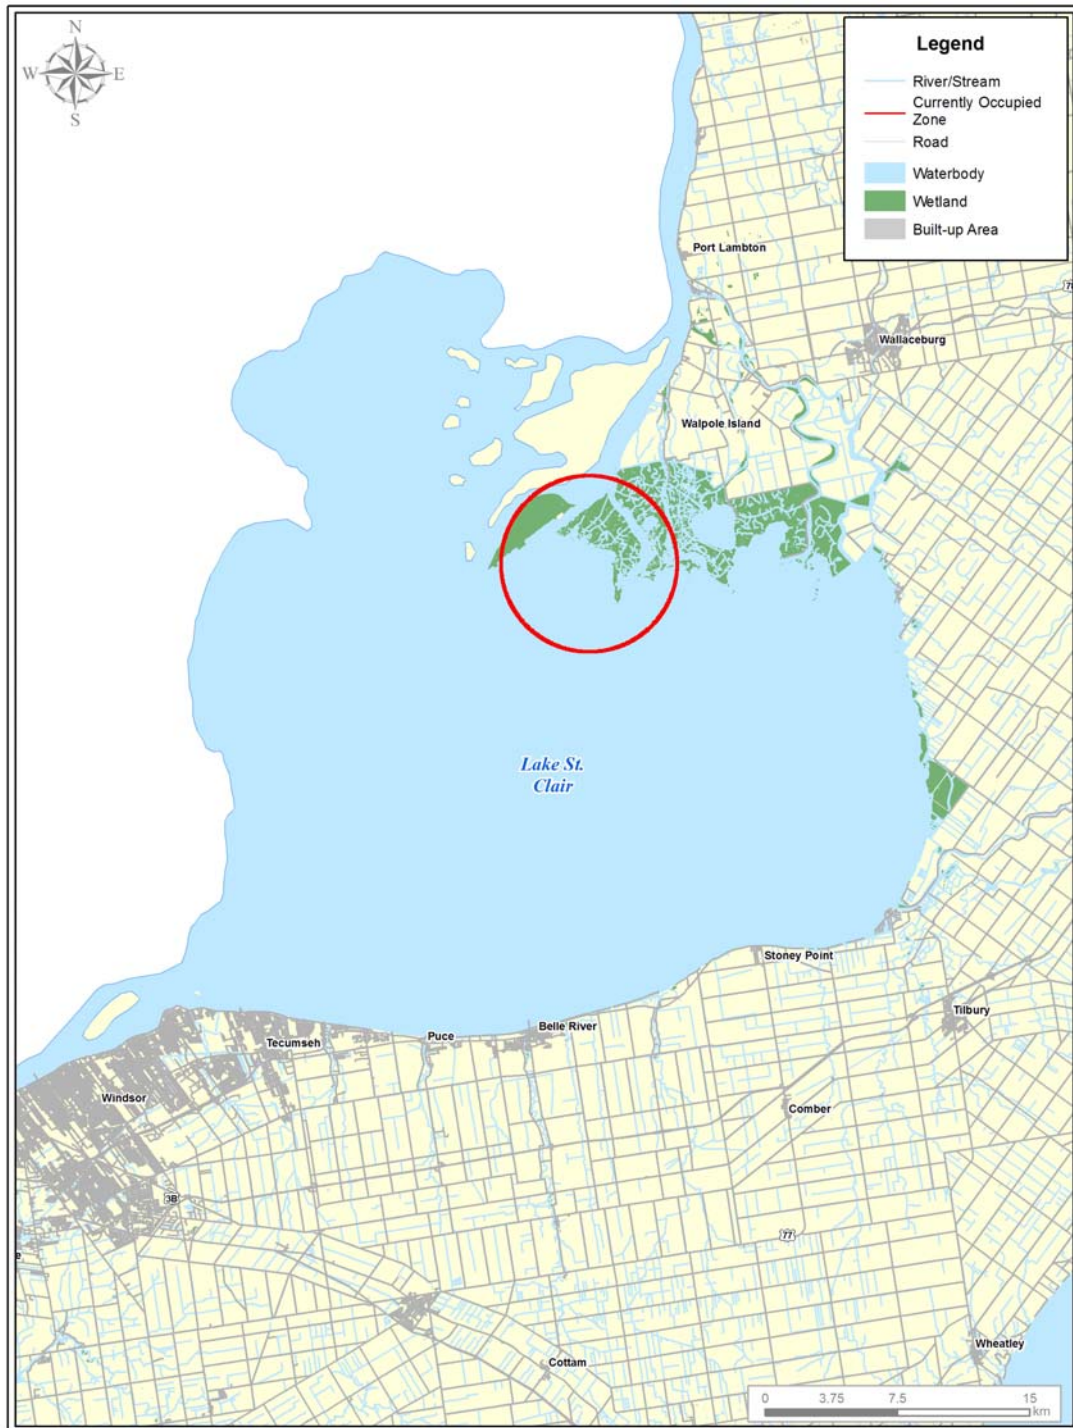 N
W E
S
Legend
River/Stream
Currently Occupied
Zone
Road
Waterbody
Wetland
Built-up Area
Port Lambton
Wallaceburg
Walpole Island
Lake St.
Clair
Stoney Point
Tilbury
Belle River
Puce
Tecumseh
Windsor
Comber
3B
77
e
Wheatley
Cottam
0 3.75 7.5 15
km